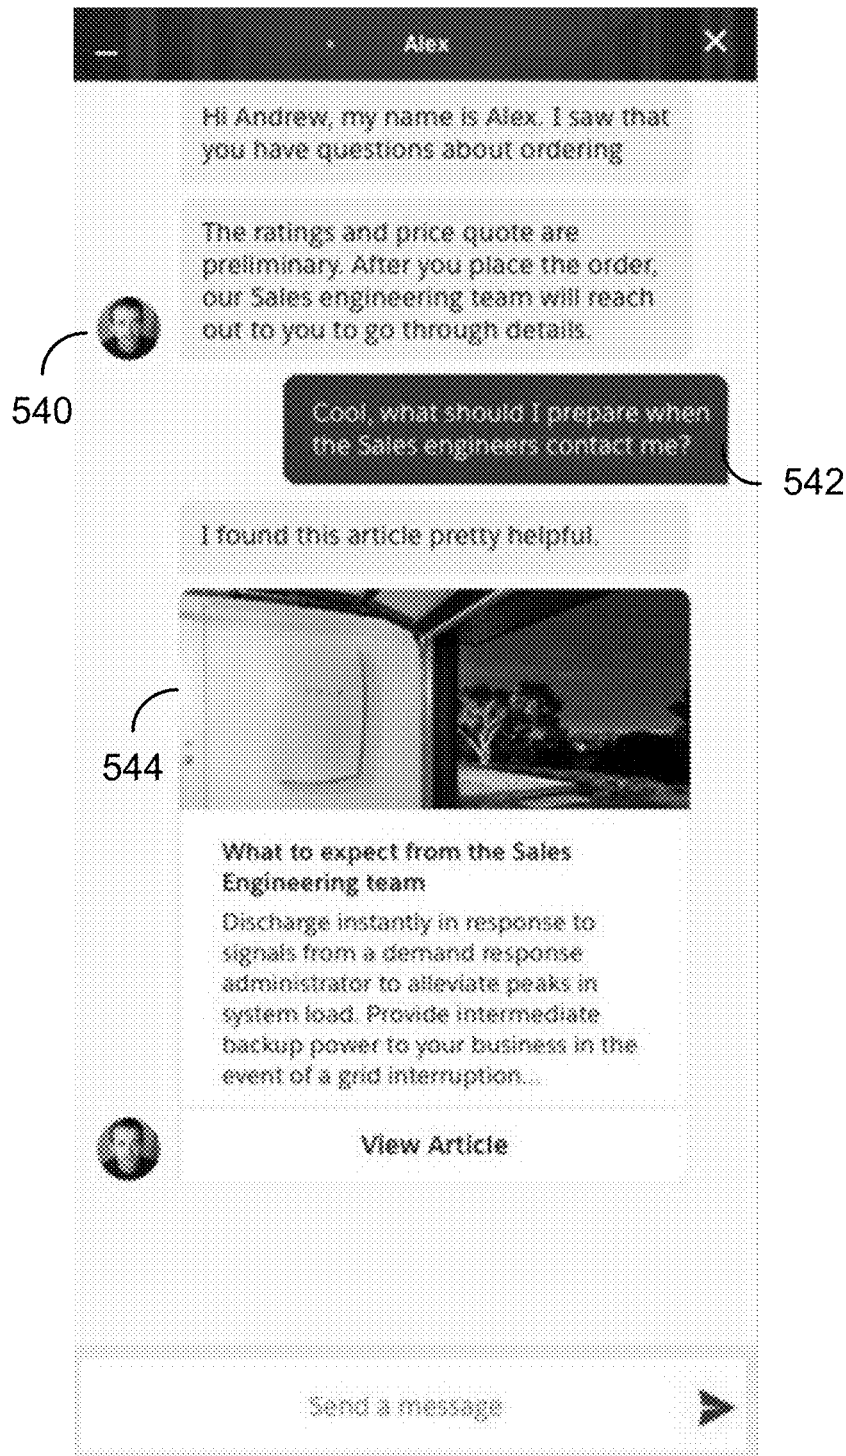 Alex
Hi Andrew, my name is Alex. I saw that
you have questions about ordering
The ratings and price quote are
preliminary. After you place the order,
our Sales engineering team will reach
out to you to go through details.
540
Cool, what should I prepare when
the Sales engineers contact me?
542
I found this article pretty helpful.
544
What to expect from the Sales
Engineering team
Discharge instantly in response to
signals from a demand response
administrator to alleviate peaks in
system load. Provide intermediate
backup power to your business in the
event of a grid interruption...
View Article
Send a message